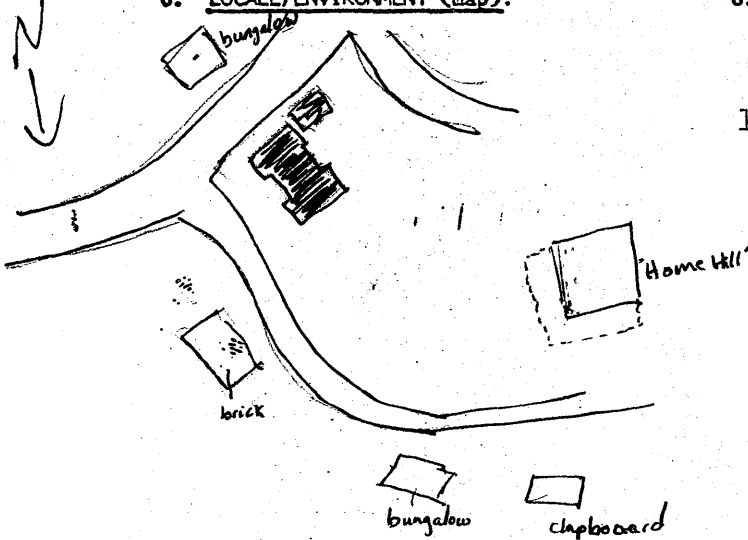 LOCALE/ENVIRONMENT (map).
N
bungalow
Home Hill
brick
bungalow
clapboard